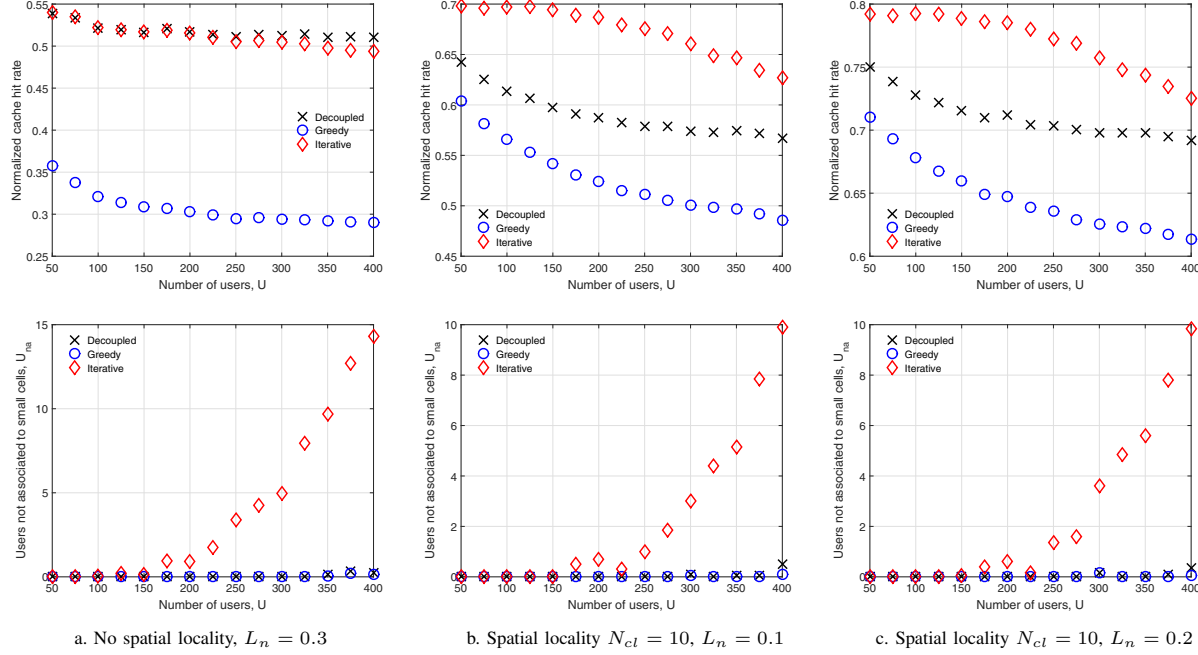 0.55
0.5
0.45
0.4
0.35
0.3
0.25
Normalized cache hit rate
Decoupled
Greedy
Iterative
50 100 150 200 250 300 350 400
Number of users, U
0.7
0.65
0.6
0.55
0.5
0.45
Normalized cache hit rate
Decoupled
Greedy
Iterative
50 100 150 200 250 300 350 400
Number of users, U
0.8
0.75
0.7
0.65
0.6
Normalized cache hit rate
Decoupled
Greedy
Iterative
50 100 150 200 250 300 350 400
Number of users, U
15
10
5
0
Users not associated to small cells, U_na
Decoupled
Greedy
Iterative
50 100 150 200 250 300 350 400
Number of users, U
10
8
6
4
2
0
Users not associated to small cells, U_na
Decoupled
Greedy
Iterative
50 100 150 200 250 300 350 400
Number of users, U
10
8
6
4
2
0
Users not associated to small cells, U_na
Decoupled
Greedy
Iterative
50 100 150 200 250 300 350 400
Number of users, U
a. No spatial locality, L_n = 0.3
b. Spatial locality N_cl = 10, L_n = 0.1
c. Spatial locality N_cl = 10, L_n = 0.2